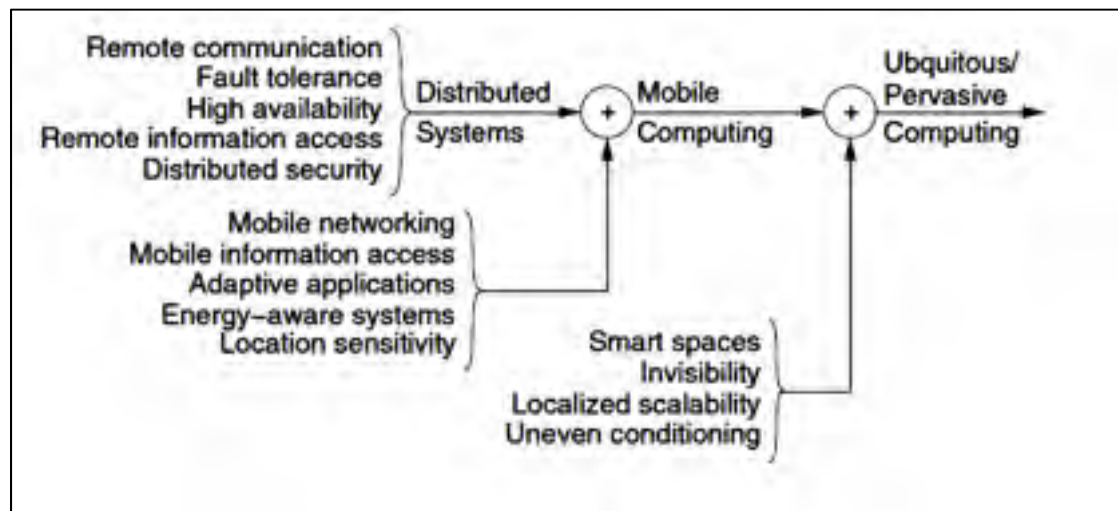 Remote communication
Fault tolerance
High availability
Remote information access
Distributed security
Distributed
Systems
Mobile
Computing
Ubquitous/
Pervasive
Computing
Mobile networking
Mobile information access
Adaptive applications
Energy-aware systems
Location sensitivity
Smart spaces
Invisibility
Localized scalability
Uneven conditioning
+
+